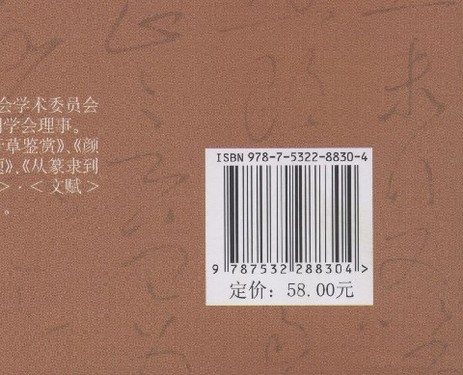 会学术委员会
学会理事。
草鉴赏》、《颜
》、《从篆隶到
>·<文赋>
。
ISBN 978-7-5322-8830-4
9 787532 288304 >
定价: 58.00元